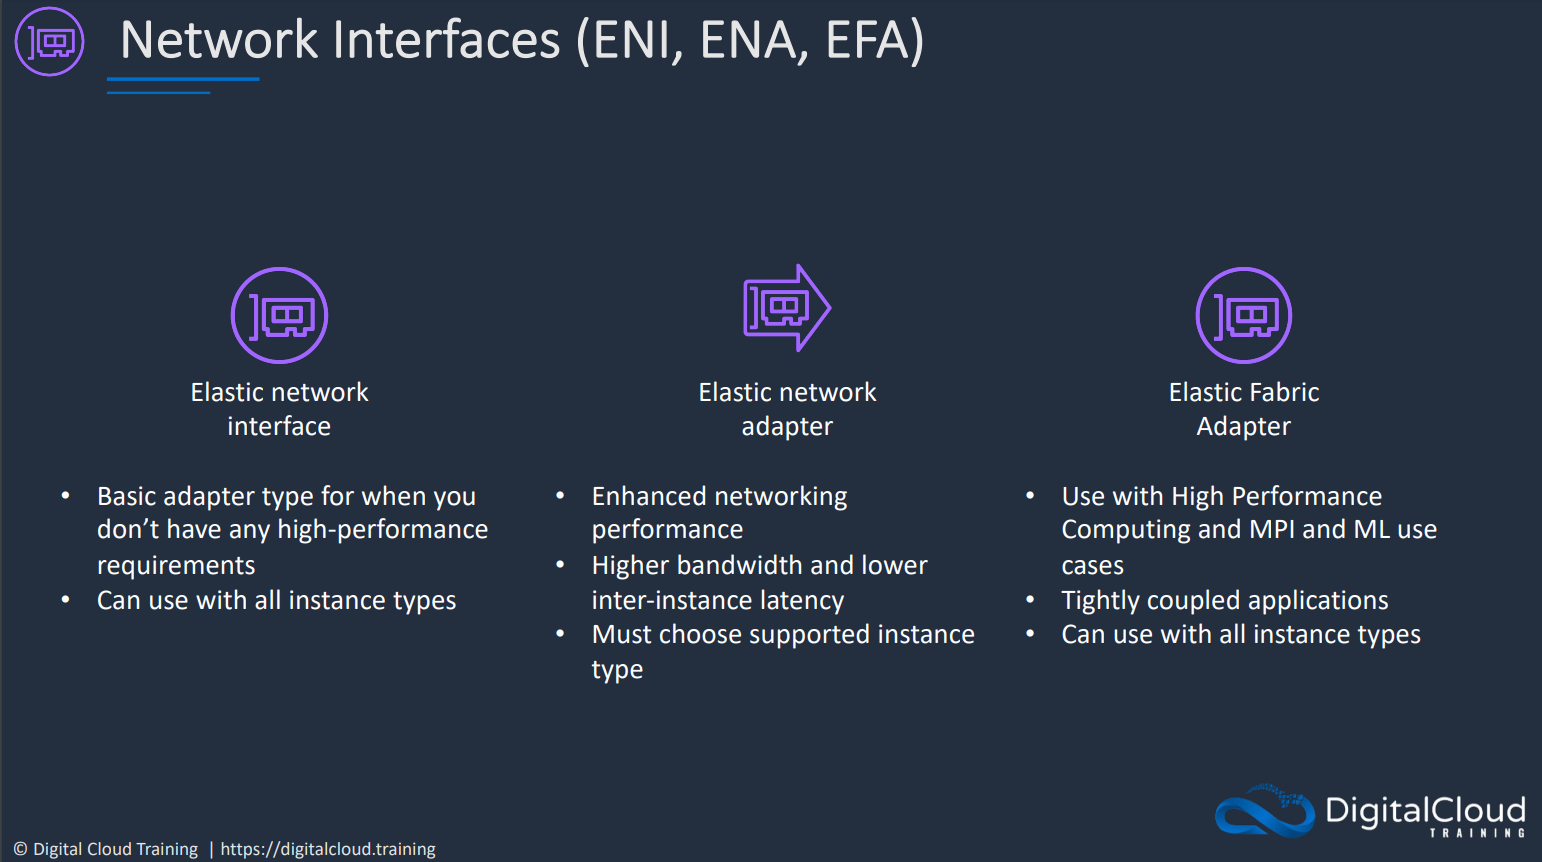 Network Interfaces (ENI, ENA, EFA)
Elastic network
interface
• Basic adapter type for when you
don’t have any high-performance
requirements
• Can use with all instance types
Elastic network
adapter
• Enhanced networking
performance
• Higher bandwidth and lower
inter-instance latency
• Must choose supported instance
type
Elastic Fabric
Adapter
• Use with High Performance
Computing and MPI and ML use
cases
• Tightly coupled applications
• Can use with all instance types
DigitalCloud
TRAINING
© Digital Cloud Training | https://digitalcloud.training